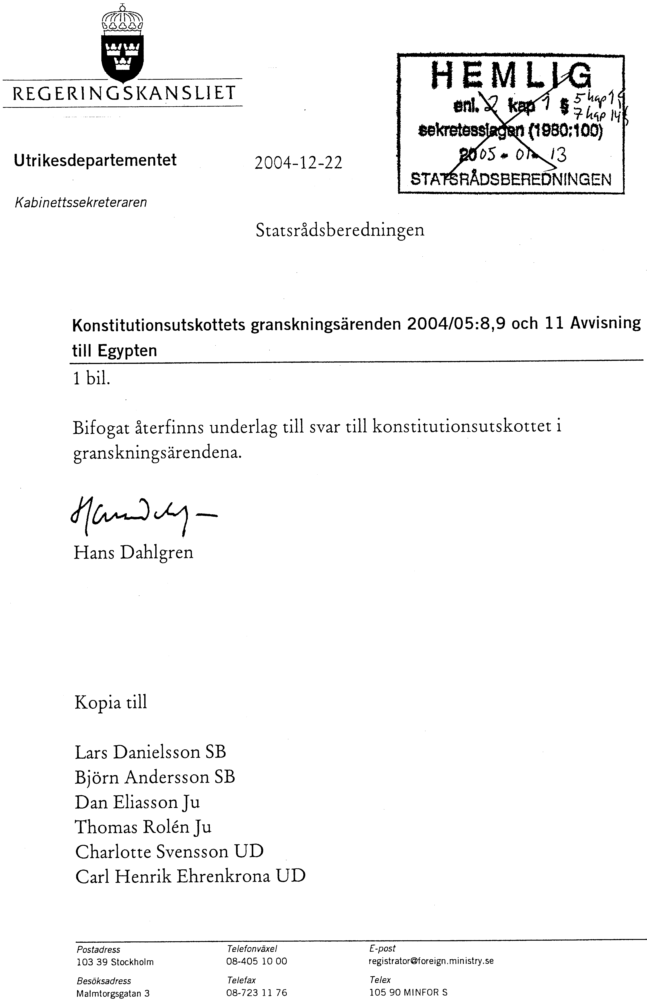 REGERINGSKANSLIET
HEMLIG
enl. 2 kap 1 § 5 kap 1 §
7 kap 14 §
sekretesslagen (1980:100)
2005-01-13
STATSRÅDSBEREDNINGEN
Utrikesdepartementet
2004-12-22
Kabinettssekreteraren
Statsrådsberedningen
Konstitutionsutskottets granskningsärenden 2004/05:8,9 och 11 Avvisning
till Egypten
1 bil.
Bifogat återfinns underlag till svar till konstitutionsutskottet i
granskningsärendena.
Hans Dahlgren
Kopia till
Lars Danielsson SB
Björn Andersson SB
Dan Eliasson Ju
Thomas Rolén Ju
Charlotte Svensson UD
Carl Henrik Ehrenkrona UD
Postadress Telefonväxel E-post
103 39 Stockholm 08-405 10 00 registrator@foreign.ministry.se
Besöksadress Telefax Telex
Malmtorgsgatan 3 08-723 11 76 105 90 MINFOR S